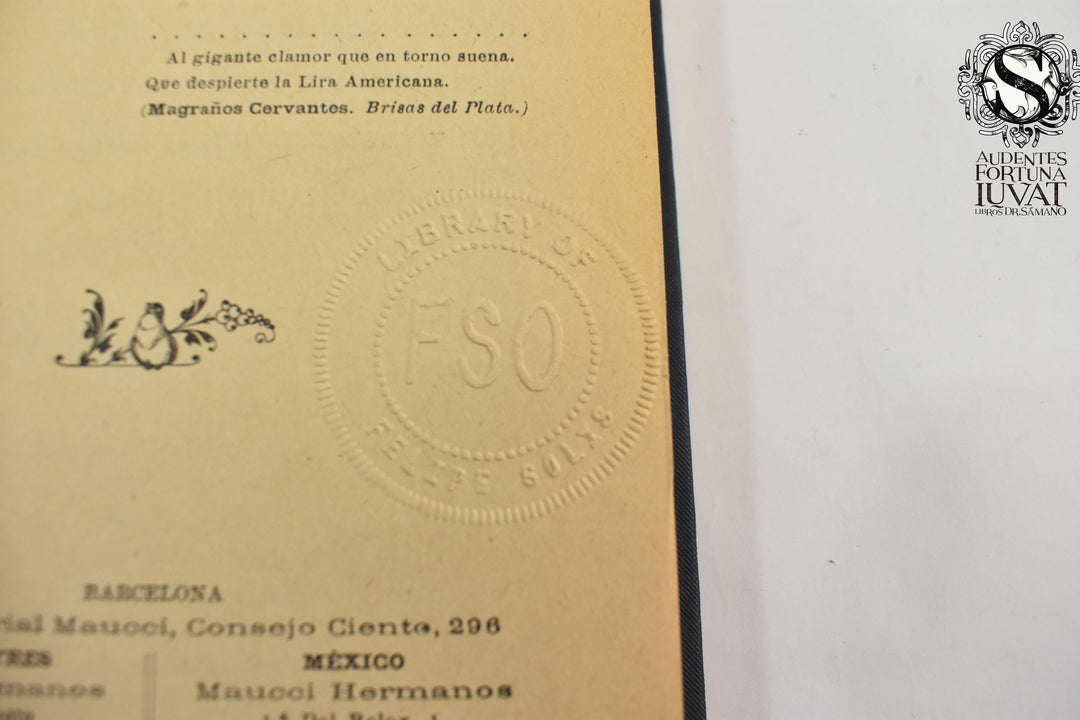 Al gigante clamor que en torno suena.
Que despierte la Lira Americana.
(Magraños Cervantes. Brisas del Plata.)
LIBRARY OF
FSO
FELIPE SOLXS
BARCELONA
Maucci, Consejo Ciento, 296
MÉXICO
Maucci Hermanos
S
AUDENTES
FORTUNA
IUVAT
LIBROS DR. SÁMANO